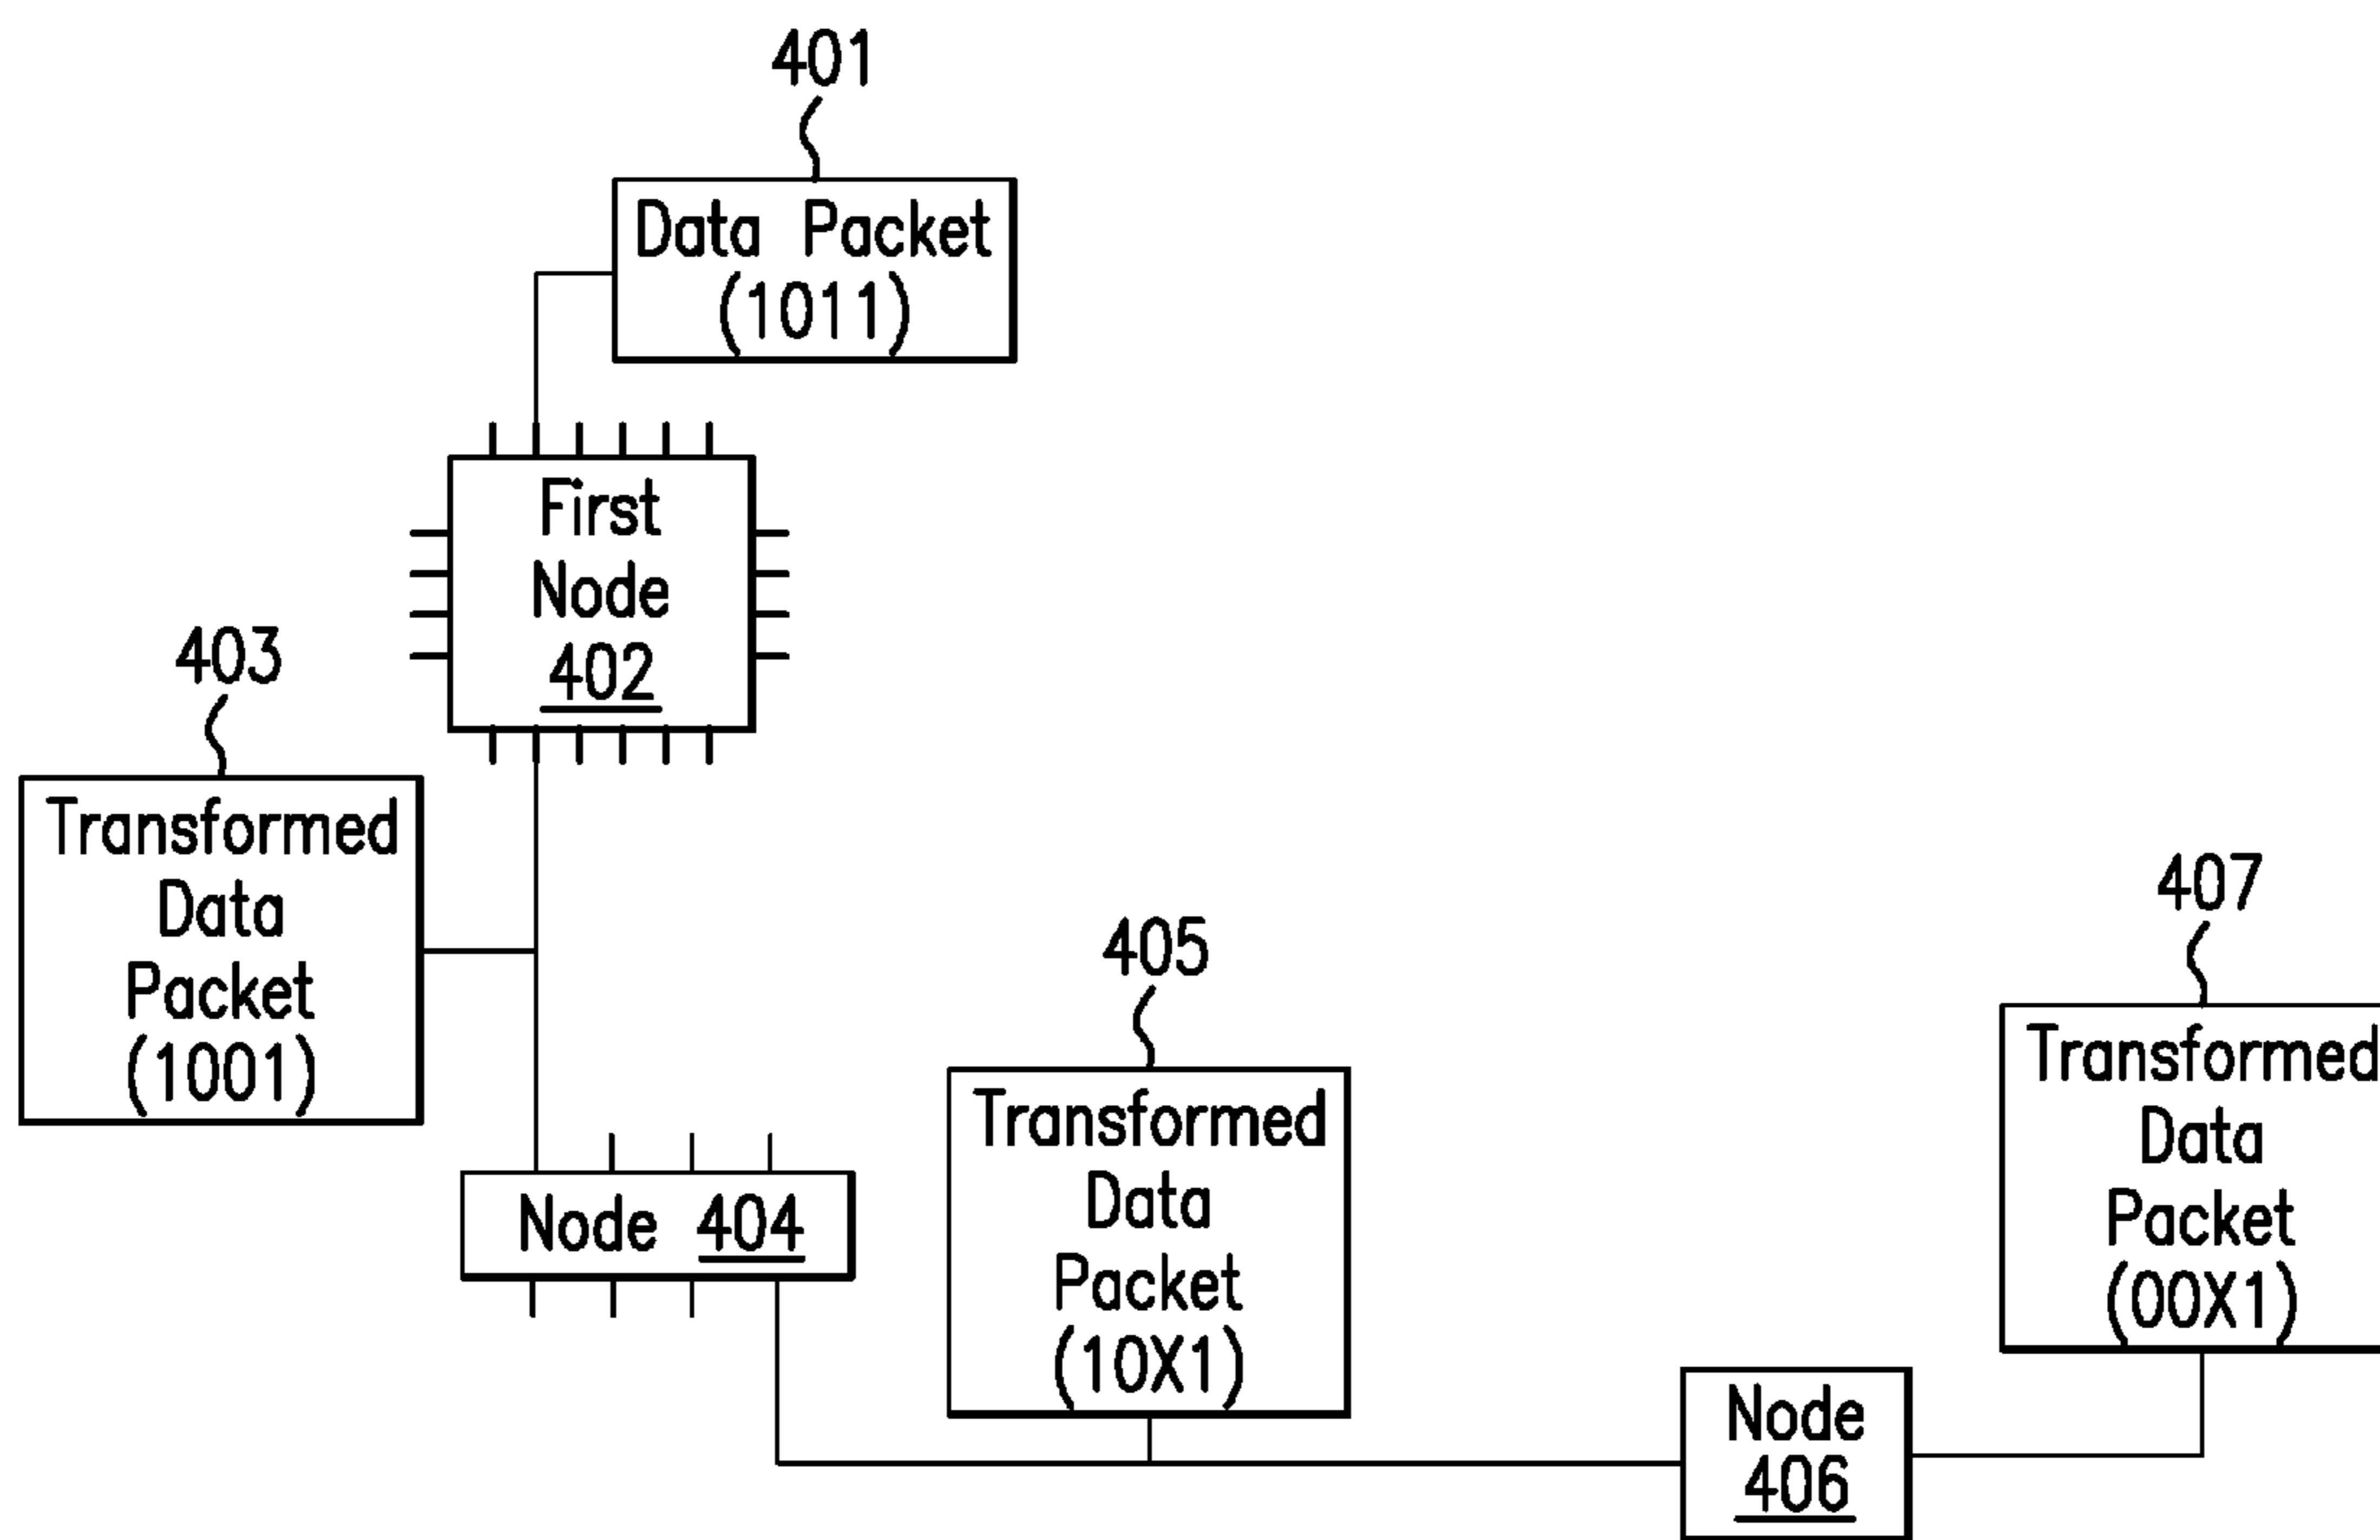 401
Data Packet
(1011)
First
Node
402
403
Transformed
Data
Packet
(1001)
Node 404
405
Transformed
Data
Packet
(10X1)
Node
406
407
Transformed
Data
Packet
(00X1)